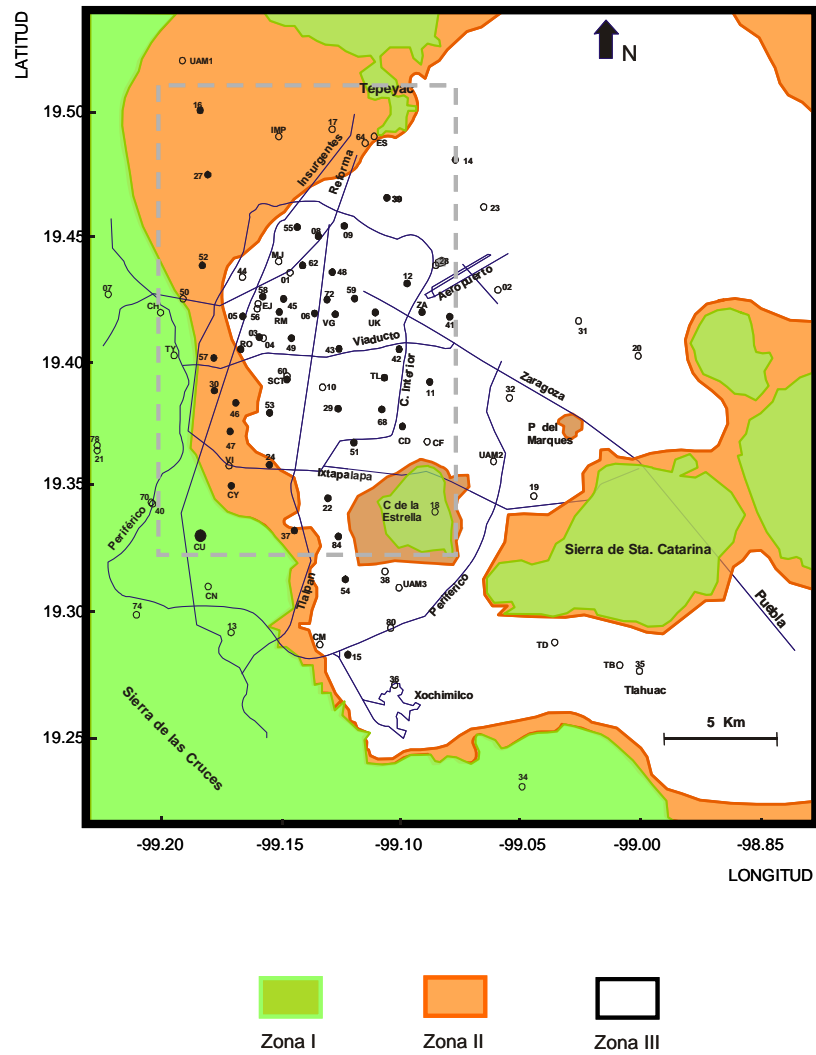 LATITUD
N
UAM1
Tepeyac
19.50
16
IMP
17
64
ES
Insurgentes
Reforma
14
27
39
23
19.45
55
08
09
52
MJ
62
28
44
01
48
12
Aeropuerto
02
07
50
58
EJ
45
72
59
CH
05
56
RM
06
VG
UK
ZA
41
31
TY
RO
03
04
49
43
Viaducto
42
20
19.40
57
60
SCT
TL
C. Interior
Zaragoza
30
10
11
32
46
53
29
68
P del
Marques
47
51
CD
CF
78
21
VI
24
UAM2
19.35
CY
Ixtapalapa
70
40
22
C de la
Estrella
18
19
Periférico
CU
37
84
Sierra de Sta. Catarina
54
38
UAM3
CN
Tlalpan
Periférico
Puebla
19.30
74
13
CM
80
TD
15
TB
35
36
Xochimilco
Tlahuac
Sierra de las Cruces
5 Km
19.25
34
-99.20
-99.15
-99.10
-99.05
-99.00
-98.85
LONGITUD
Zona I
Zona II
Zona III